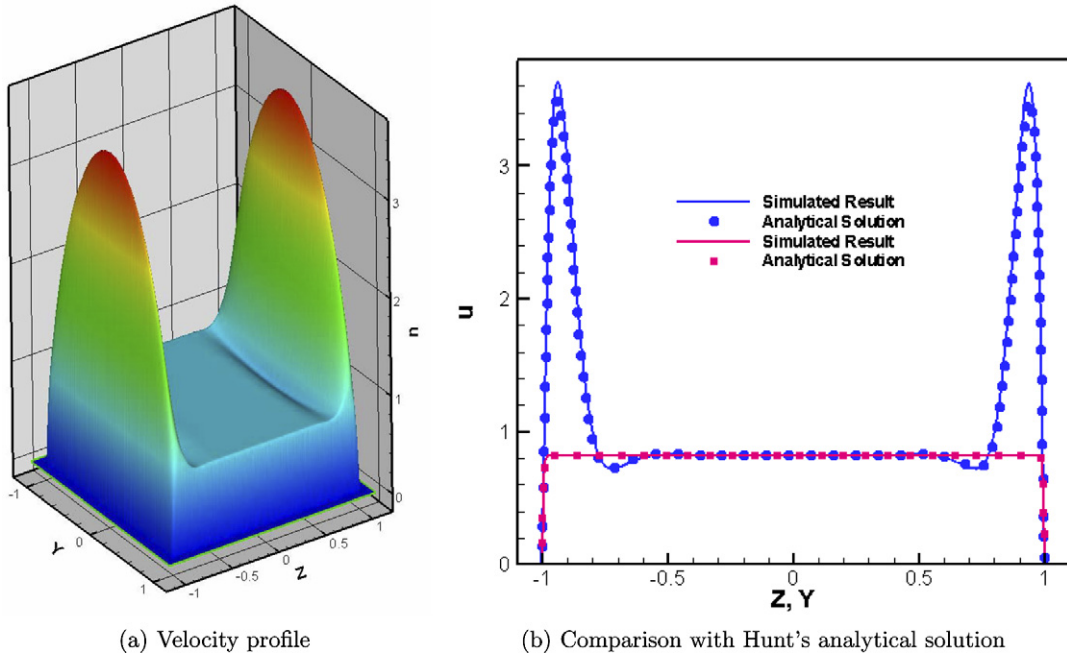 3
2
u
1
0
-1
Y
0
1
-1
-0.5
0
Z
0.5
1
(a) Velocity profile
3
2
1
0
u
Simulated Result
Analytical Solution
Simulated Result
Analytical Solution
-1
-0.5
0
0.5
1
Z, Y
(b) Comparison with Hunt's analytical solution